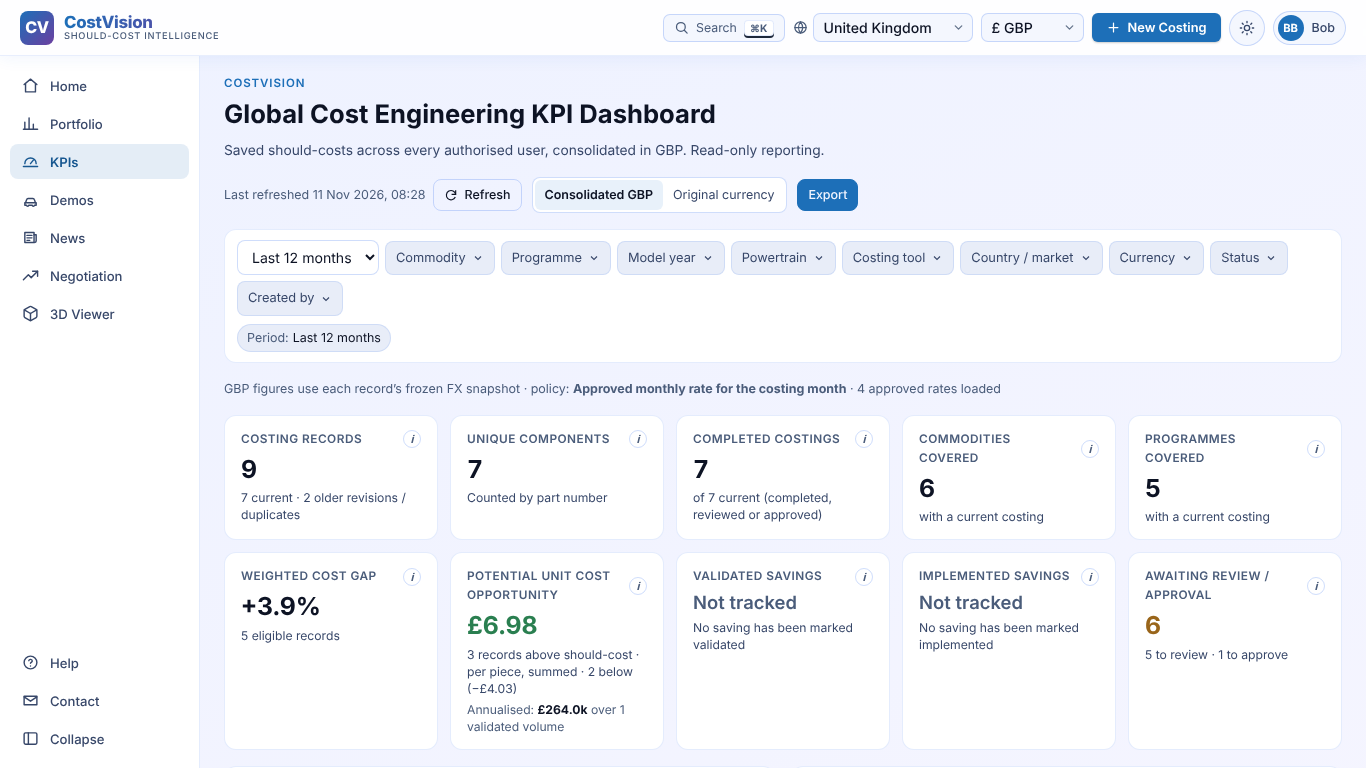 CV
CostVision
SHOULD-COST INTELLIGENCE
Search ⌘K
United Kingdom
£ GBP
+ New Costing
BB Bob
Home
Portfolio
KPIs
Demos
News
Negotiation
3D Viewer
Help
Contact
Collapse
COSTVISION
Global Cost Engineering KPI Dashboard
Saved should-costs across every authorised user, consolidated in GBP. Read-only reporting.
Last refreshed 11 Nov 2026, 08:28 Refresh Consolidated GBP Original currency Export
Last 12 months Commodity Programme Model year Powertrain Costing tool Country / market Currency Status
Created by
Period: Last 12 months
GBP figures use each record’s frozen FX snapshot · policy: Approved monthly rate for the costing month · 4 approved rates loaded
COSTING RECORDS i
9
7 current · 2 older revisions /
duplicates
UNIQUE COMPONENTS i
7
Counted by part number
COMPLETED COSTINGS i
7
of 7 current (completed,
reviewed or approved)
COMMODITIES
COVERED i
6
with a current costing
PROGRAMMES
COVERED i
5
with a current costing
WEIGHTED COST GAP i
+3.9%
5 eligible records
POTENTIAL UNIT COST
OPPORTUNITY i
£6.98
3 records above should-cost ·
per piece, summed · 2 below
(−£4.03)
Annualised: £264.0k over 1
validated volume
VALIDATED SAVINGS i
Not tracked
No saving has been marked
validated
IMPLEMENTED SAVINGS i
Not tracked
No saving has been marked
implemented
AWAITING REVIEW /
APPROVAL i
6
5 to review · 1 to approve